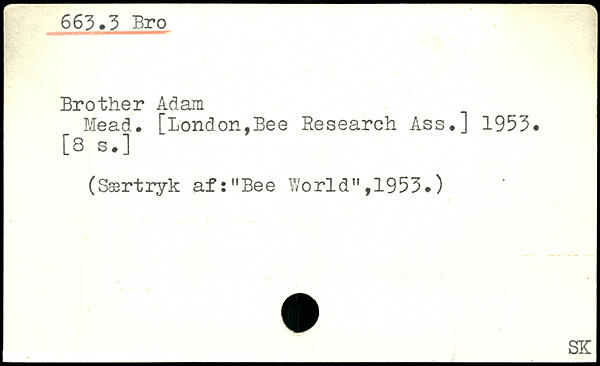 663.3 Bro
Brother Adam
Mead. [London,Bee Research Ass.] 1953.
[8 s.]
(Særtryk af:"Bee World",1953.)
SK